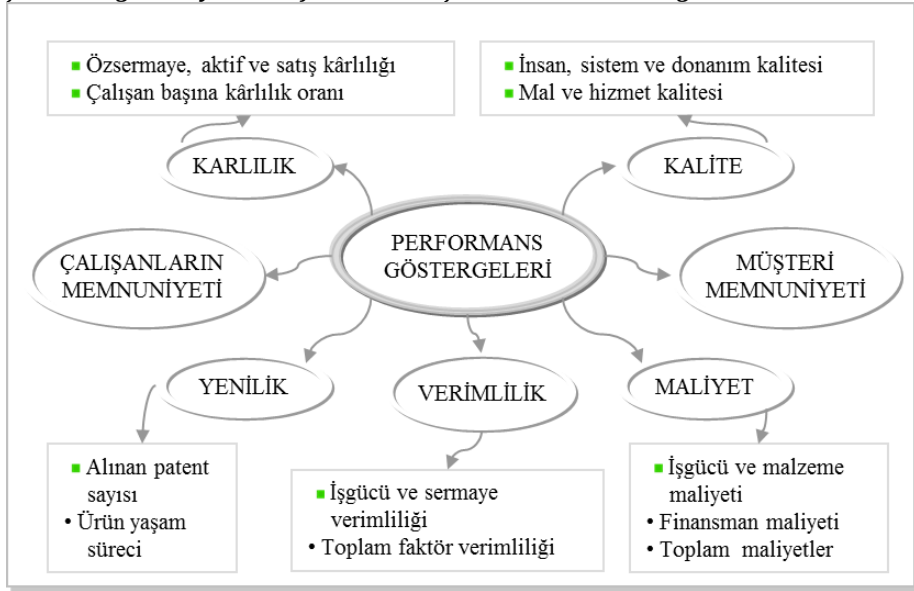 Özsermaye, aktif ve satış kârlılığı
Çalışan başına kârlılık oranı
İnsan, sistem ve donanım kalitesi
Mal ve hizmet kalitesi
KARLILIK
KALİTE
PERFORMANS
GÖSTERGELERİ
ÇALIŞANLARIN
MEMNUNİYETİ
MÜŞTERİ
MEMNUNİYETİ
YENİLİK
VERİMLİLİK
MALİYET
Alınan patent
sayısı
• Ürün yaşam
süreci
İşgücü ve sermaye
verimliliği
• Toplam faktör verimliliği
İşgücü ve malzeme
maliyeti
• Finansman maliyeti
• Toplam maliyetler